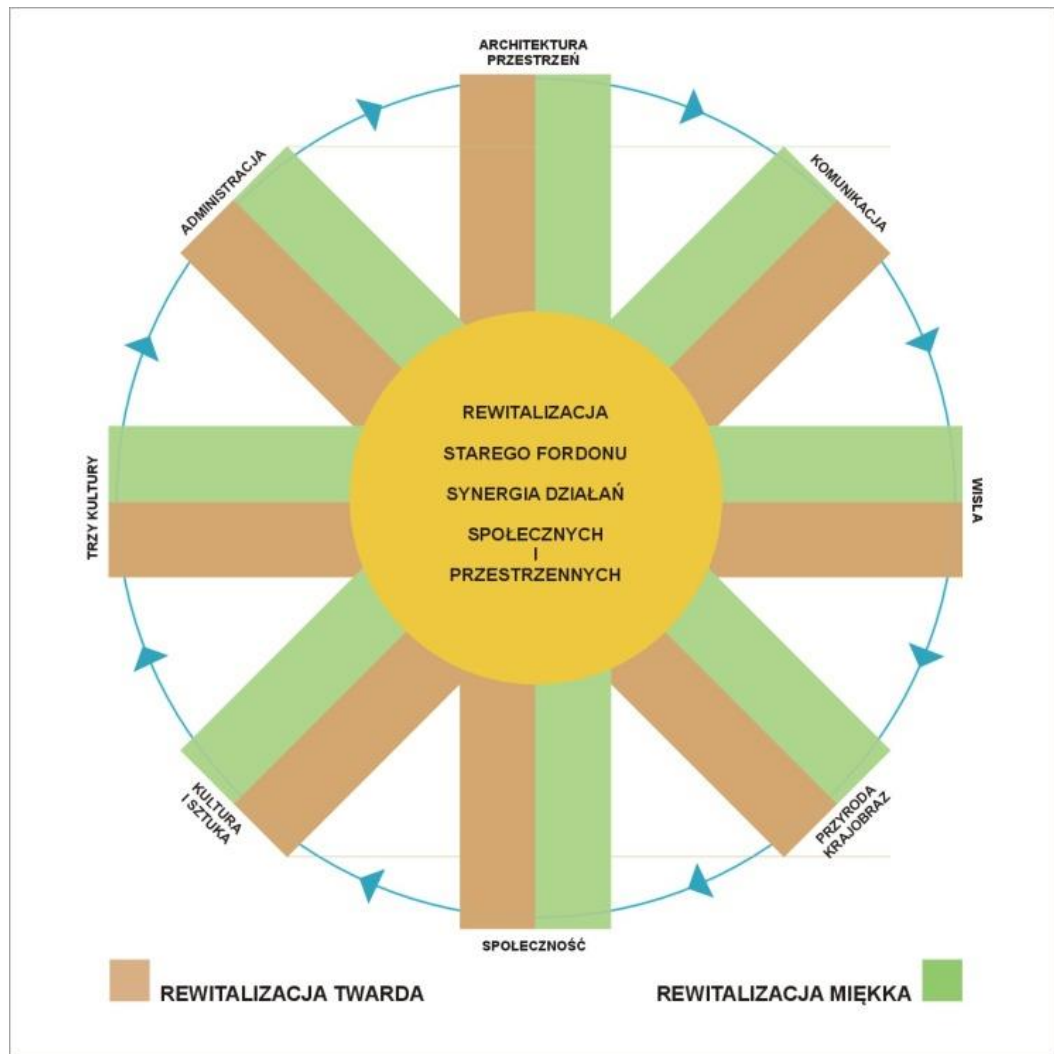 ARCHITEKTURA
PRZESTRZEŃ
ADMINISTRACJA
KOMUNIKACJA
REWITALIZACJA
STAREGO FORDONU
SYNERGIA DZIAŁAŃ
SPOŁECZNYCH
I
PRZESTRZENNYCH
TRZY KULTURY
WISLA
KULTURA
I SZTUKA
PRZYRODA
KRAJOBRAZ
SPOŁECZNOŚĆ
REWITALIZACJA TWARDA
REWITALIZACJA MIĘKKA